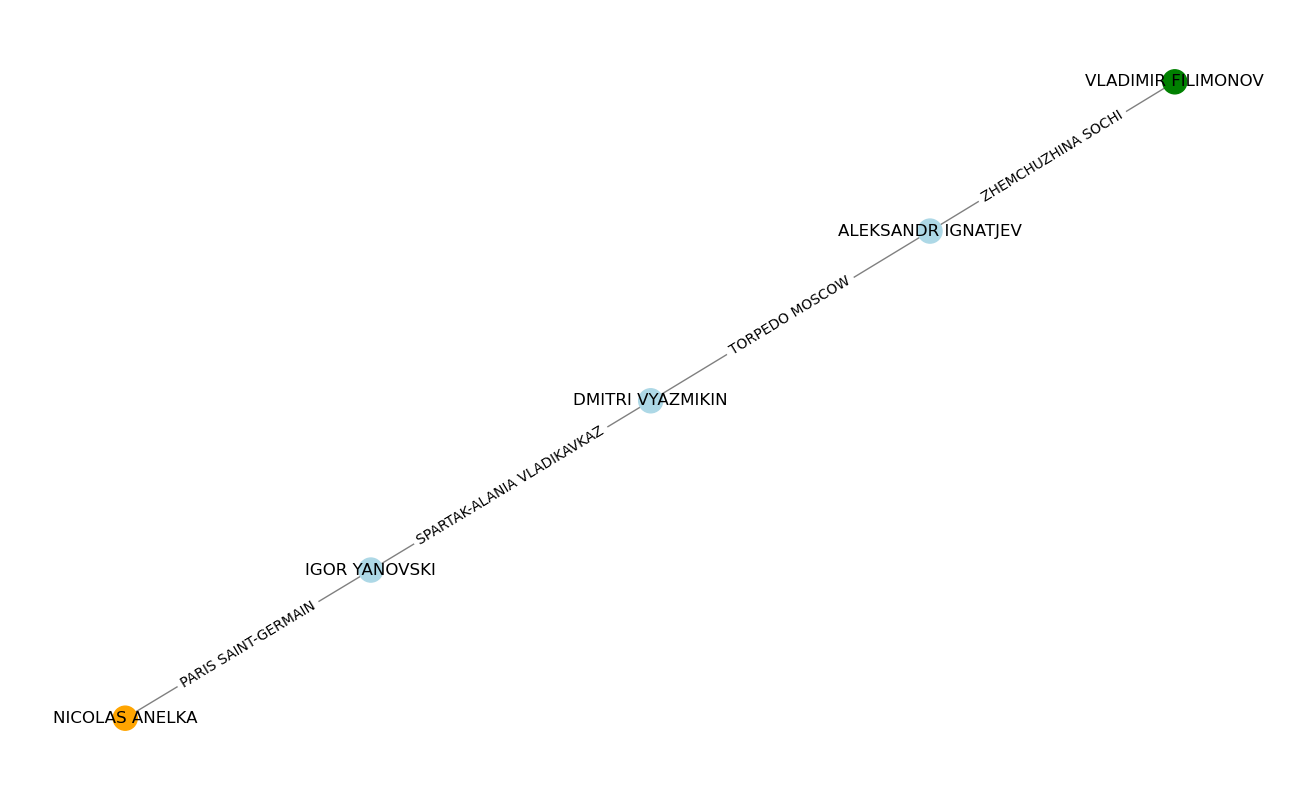 VLADIMIR FILIMONOV
ZHEMCHUZHINA SOCHI
ALEKSANDR IGNATJEV
TORPEDO MOSCOW
DMITRI VYAZMIKIN
SPARTAK-ALANIA VLADIKAVKAZ
IGOR YANOVSKI
PARIS SAINT-GERMAIN
NICOLAS ANELKA